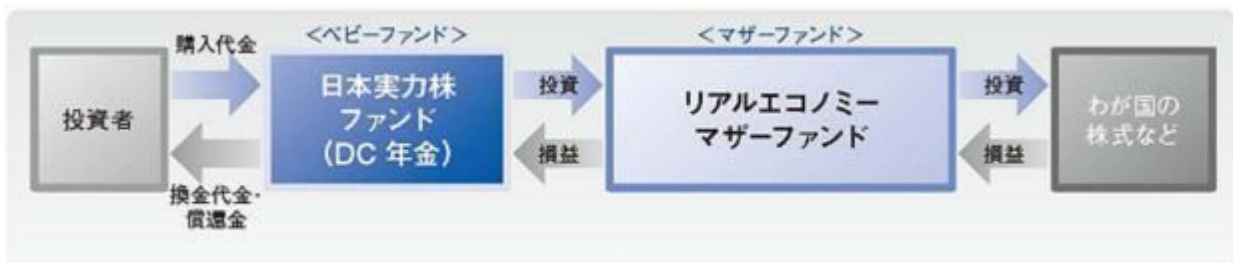 購入代金
<ベビーファンド>
<マザーファンド>
投資者
日本実力株
ファンド
(DC 年金)
投資
リアルエコノミー
マザーファンド
投資
わが国の
株式など
損益
損益
換金代金・
償還金